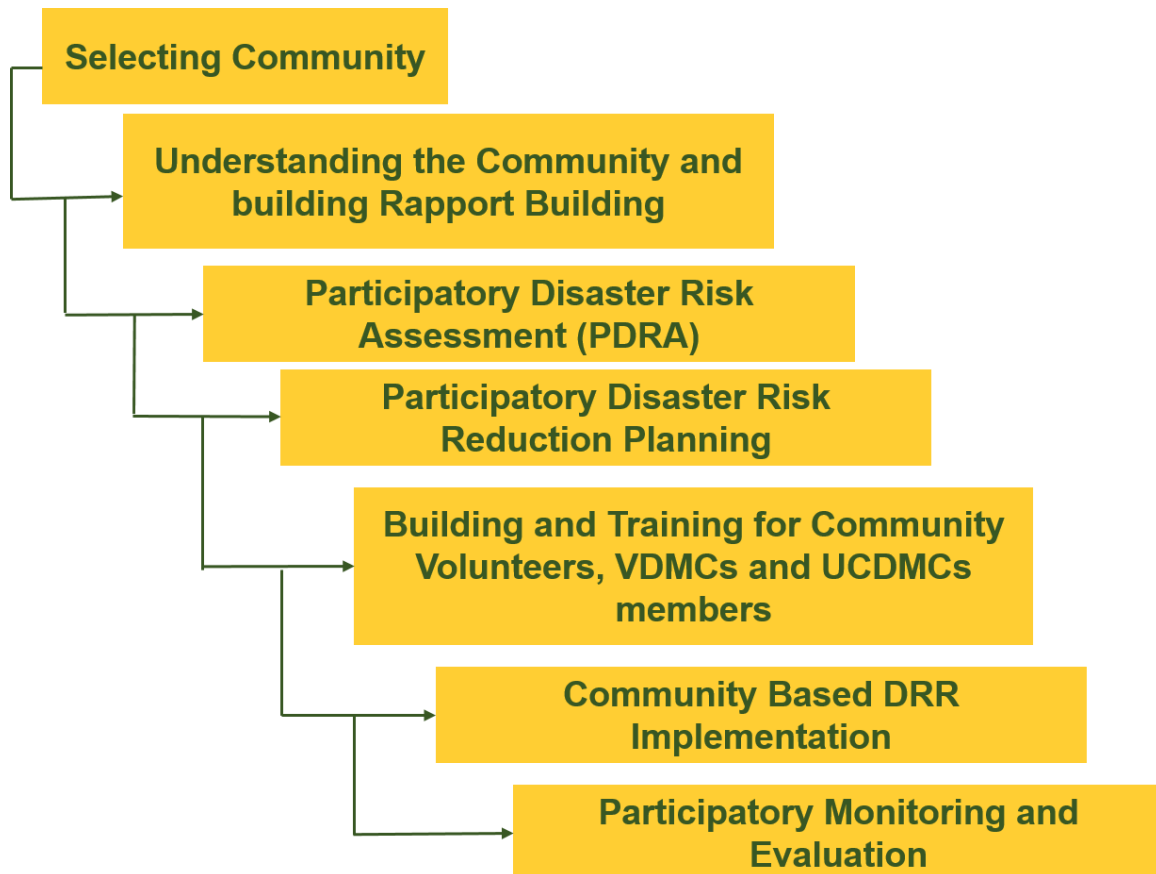 Selecting Community
Understanding the Community and
building Rapport Building
Participatory Disaster Risk
Assessment (PDRA)
Participatory Disaster Risk
Reduction Planning
Building and Training for Community
Volunteers, VDMCs and UCDMCs
members
Community Based DRR
Implementation
Participatory Monitoring and
Evaluation